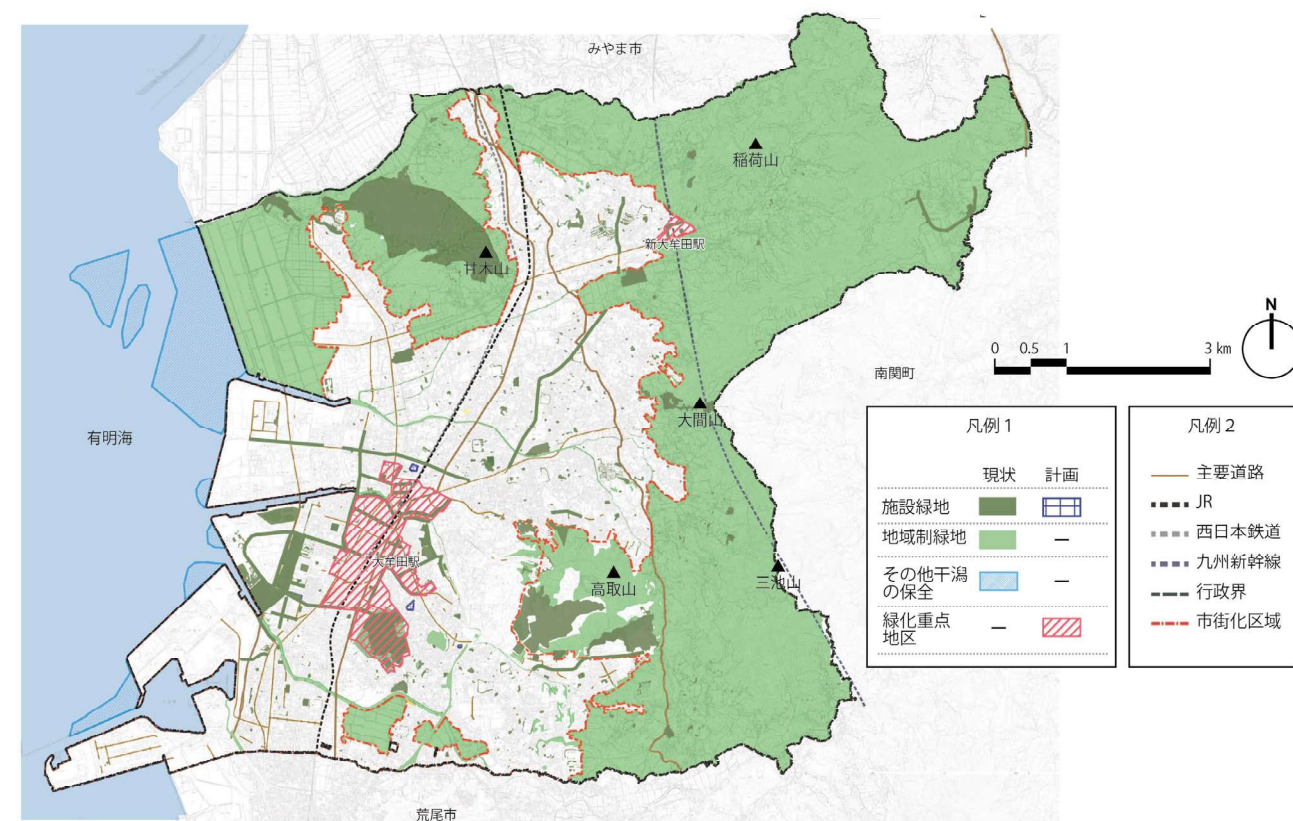 みやま市
稲荷山
新大牟田駅
甘木山
N
0 0.5 1 3 km
南関町
大間山
有明海
大牟田駅
高取山
三池山
荒尾市
凡例 1
現状 計画
施設緑地
地域制緑地 －
その他干潟
の保全 －
緑化重点
地区 －
凡例 2
主要道路
JR
西日本鉄道
九州新幹線
行政界
市街化区域